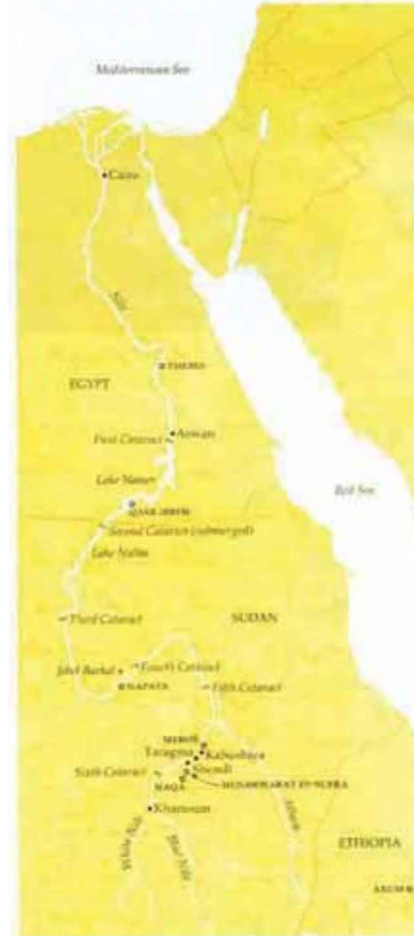 Mediterranean Sea
Cairo
Nile
THEBES
EGYPT
Aswan
First Cataract
Lake Nasser
Red Sea
QASR IBRIM
Second Cataract (submerged)
Lake Nubia
Third Cataract
SUDAN
Jebel Barkal
Fourth Cataract
NAPATA
Fifth Cataract
MEROE
Kabushiya
Taragma
Shendi
Sixth Cataract
MUSAWWARAT ES-SUFRA
NAQA
Khartoum
Atbara
White Nile
Blue Nile
ETHIOPIA